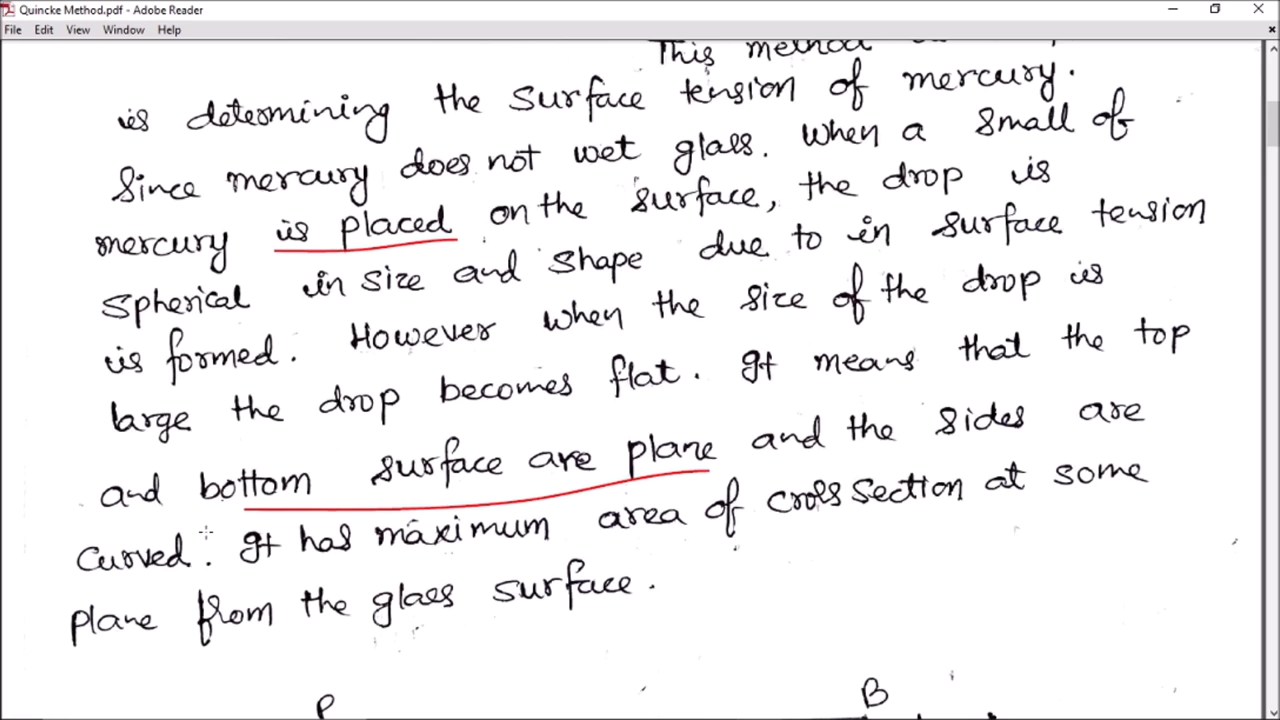 Quincke Method.pdf - Adobe Reader
File Edit View Window Help
This method
is determining the surface tension of mercury.
Since mercury does not wet glass. When a small of
mercury is placed on the surface, the drop is
spherical in size and shape due to in surface tension
is formed. However when the size of the drop is
large the drop becomes flat. It means that the top
and bottom surface are plane and the sides are
curved. It has maximum area of cross section at some
plane from the glass surface.
P B